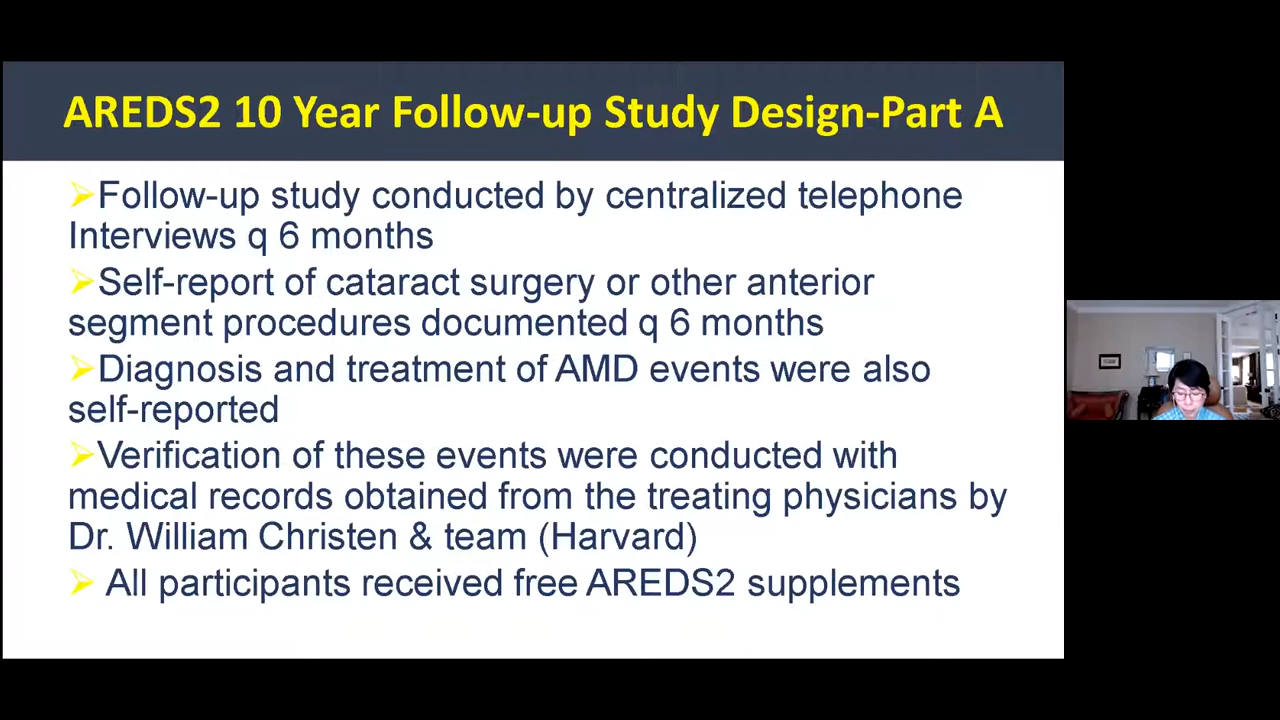 AREDS2 10 Year Follow-up Study Design-Part A
➢Follow-up study conducted by centralized telephone
Interviews q 6 months
➢Self-report of cataract surgery or other anterior
segment procedures documented q 6 months
➢Diagnosis and treatment of AMD events were also
self-reported
➢Verification of these events were conducted with
medical records obtained from the treating physicians by
Dr. William Christen & team (Harvard)
➢ All participants received free AREDS2 supplements